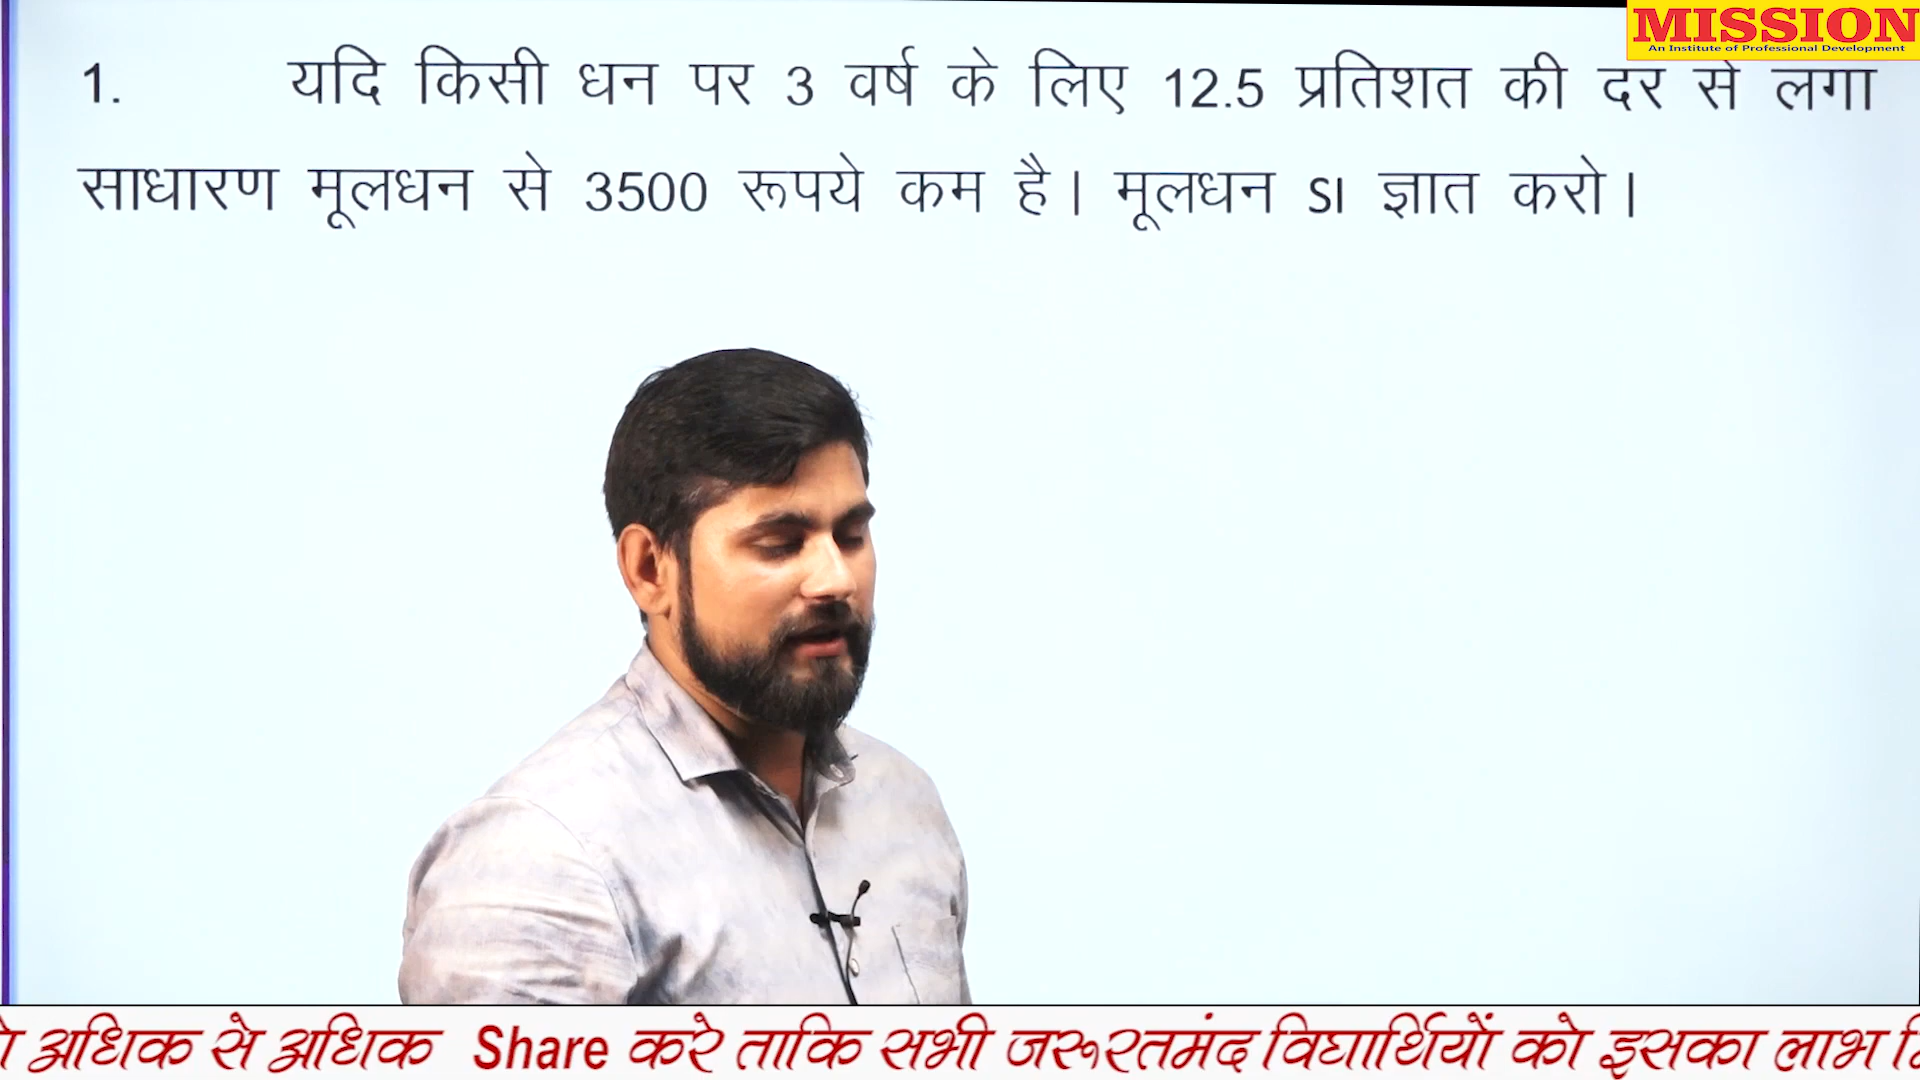 MISSION
An Institute of Professional Development
1. यदि किसी धन पर 3 वर्ष के लिए 12.5 प्रतिशत की दर से लगा
साधारण मूलधन से 3500 रूपये कम है। मूलधन SI ज्ञात करो।
अधिक से अधिक Share करे ताकि सभी जरूरतमंद विद्यार्थियों को इसका लाभ